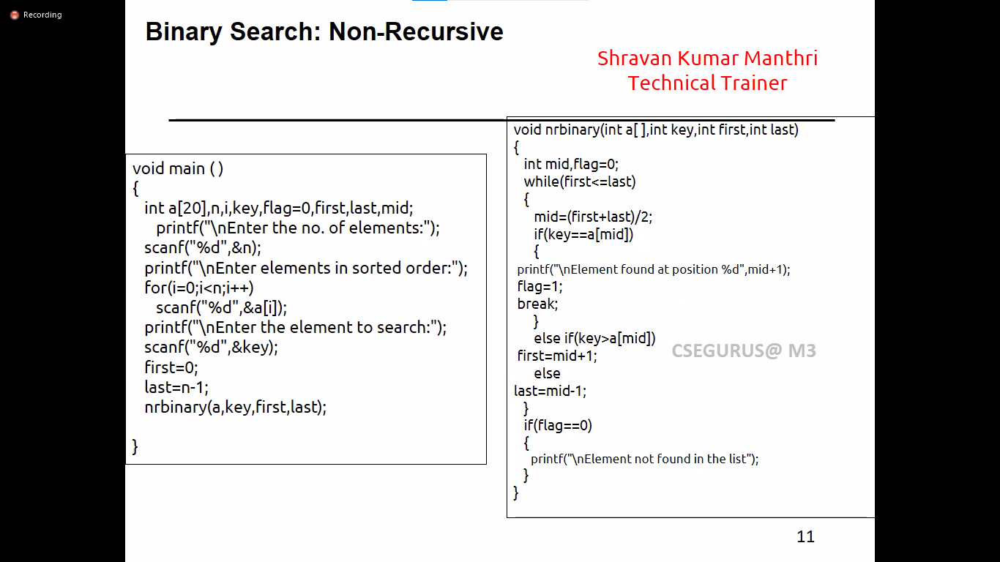 Recording
Binary Search: Non-Recursive
Shravan Kumar Manthri
Technical Trainer
void main ( )
{
int a[20],n,i,key,flag=0,first,last,mid;
printf("\nEnter the no. of elements:");
scanf("%d",&n);
printf("\nEnter elements in sorted order:");
for(i=0;i<n;i++)
scanf("%d",&a[i]);
printf("\nEnter the element to search:");
scanf("%d",&key);
first=0;
last=n-1;
nrbinary(a,key,first,last);
}
void nrbinary(int a[ ],int key,int first,int last)
{
int mid,flag=0;
while(first<=last)
{
mid=(first+last)/2;
if(key==a[mid])
{
printf("\nElement found at position %d",mid+1);
flag=1;
break;
}
else if(key>a[mid])
first=mid+1;
else
last=mid-1;
}
if(flag==0)
{
printf("\nElement not found in the list");
}
}
CSEGURUS@ M3
11